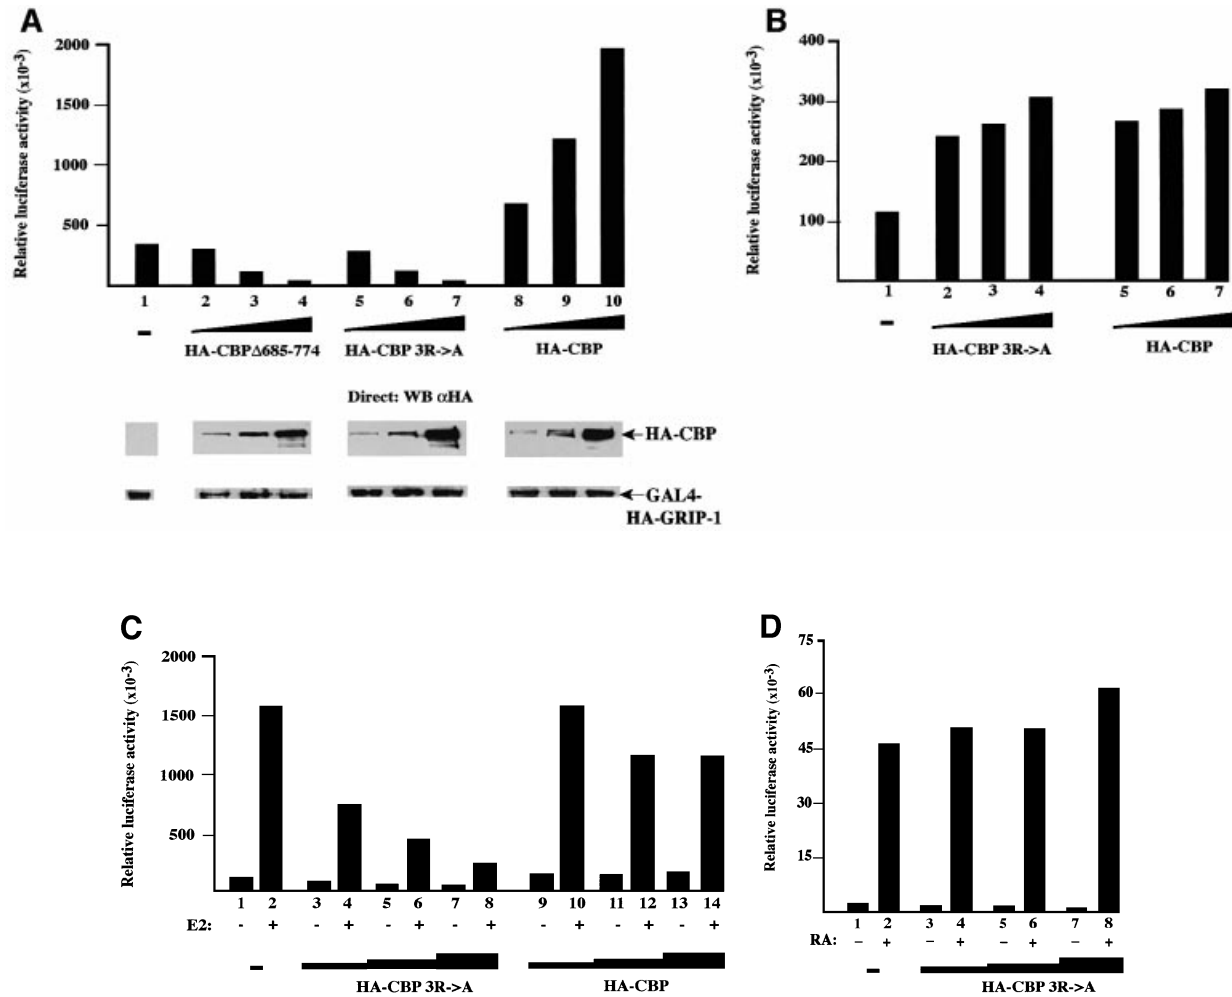 A
Relative luciferase activity (x10-3)
2000
1500
1000
500
1 2 3 4 5 6 7 8 9 10
-
HA-CBPΔ685-774 HA-CBP 3R->A HA-CBP
Direct: WB αHA
HA-CBP
GAL4-
HA-GRIP-1
B
Relative luciferase activity (x10-3)
400
300
200
100
1 2 3 4 5 6 7
-
HA-CBP 3R->A HA-CBP
C
Relative luciferase activity (x10-3)
2000
1500
1000
500
1 2 3 4 5 6 7 8 9 10 11 12 13 14
E2: - + - + - + - + - + - + - +
-
HA-CBP 3R->A HA-CBP
D
Relative luciferase activity (x10-3)
75
60
45
30
15
1 2 3 4 5 6 7 8
RA: - + - + - + - +
-
HA-CBP 3R->A